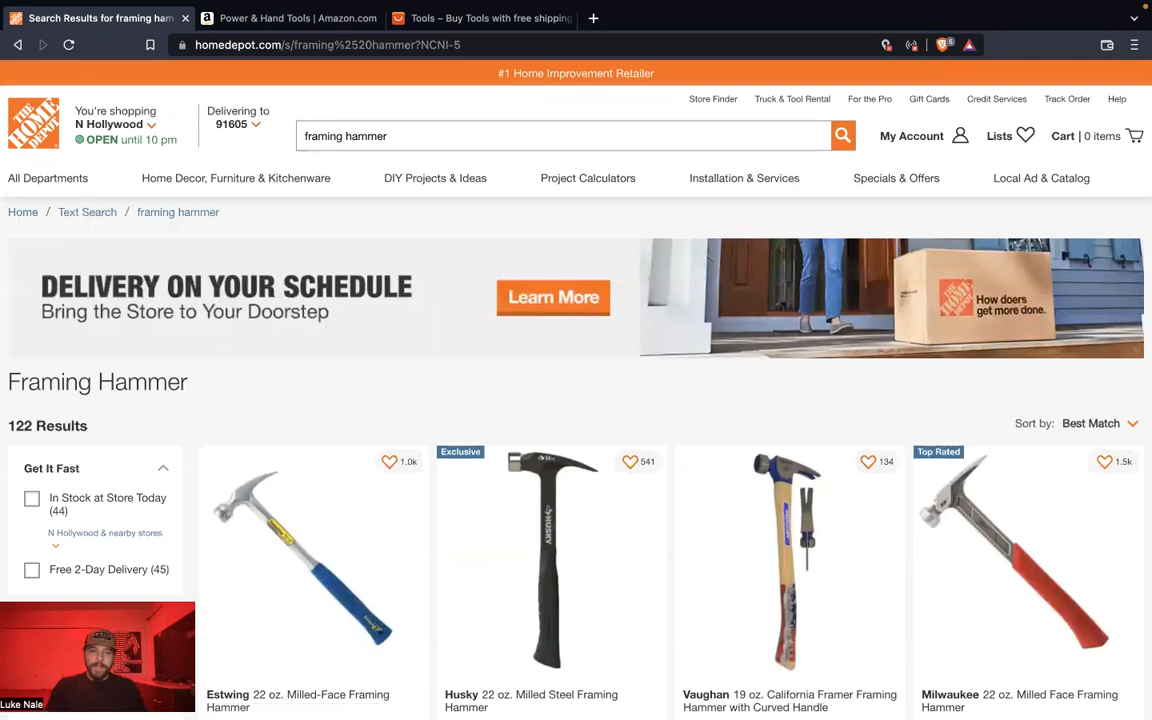 Search Results for framing ham
Power & Hand Tools | Amazon.com
Tools – Buy Tools with free shipping
homedepot.com/s/framing%2520hammer?NCNI-5
6
#1 Home Improvement Retailer
Store Finder
Truck & Tool Rental
For the Pro
Gift Cards
Credit Services
Track Order
Help
THE HOME DEPOT
You're shopping
N Hollywood
OPEN until 10 pm
Delivering to
91605
framing hammer
My Account
Lists
Cart | 0 items
All Departments
Home Decor, Furniture & Kitchenware
DIY Projects & Ideas
Project Calculators
Installation & Services
Specials & Offers
Local Ad & Catalog
Home / Text Search / framing hammer
DELIVERY ON YOUR SCHEDULE
Bring the Store to Your Doorstep
Learn More
How doers
get more done.
Framing Hammer
122 Results
Sort by: Best Match
Get It Fast
In Stock at Store Today
(44)
N Hollywood & nearby stores
Free 2-Day Delivery (45)
1.0k
Estwing 22 oz. Milled-Face Framing
Hammer
Exclusive
541
HUSKY
Husky 22 oz. Milled Steel Framing
Hammer
134
Vaughan 19 oz. California Framer Framing
Hammer with Curved Handle
Top Rated
1.5k
Milwaukee 22 oz. Milled Face Framing
Hammer
Luke Nale